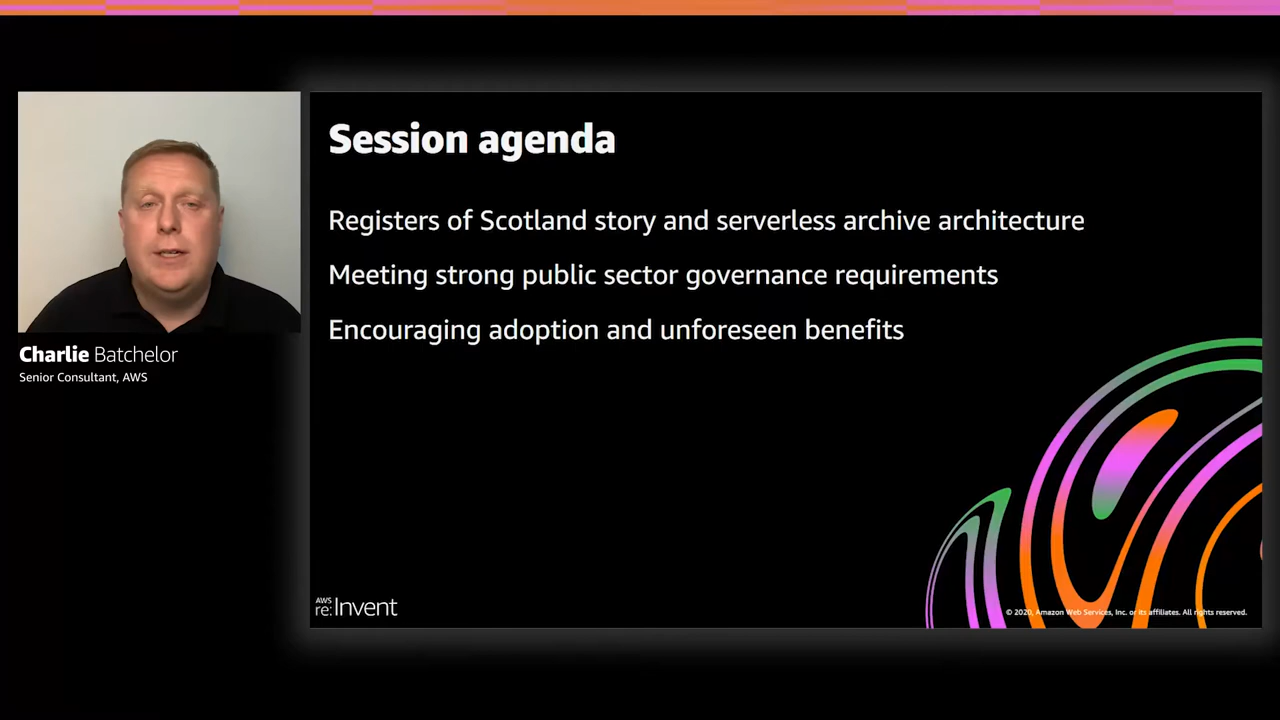 Session agenda
Registers of Scotland story and serverless archive architecture
Meeting strong public sector governance requirements
Encouraging adoption and unforeseen benefits
Charlie Batchelor
Senior Consultant, AWS
AWS
re:Invent
© 2020, Amazon Web Services, Inc. or its affiliates. All rights reserved.